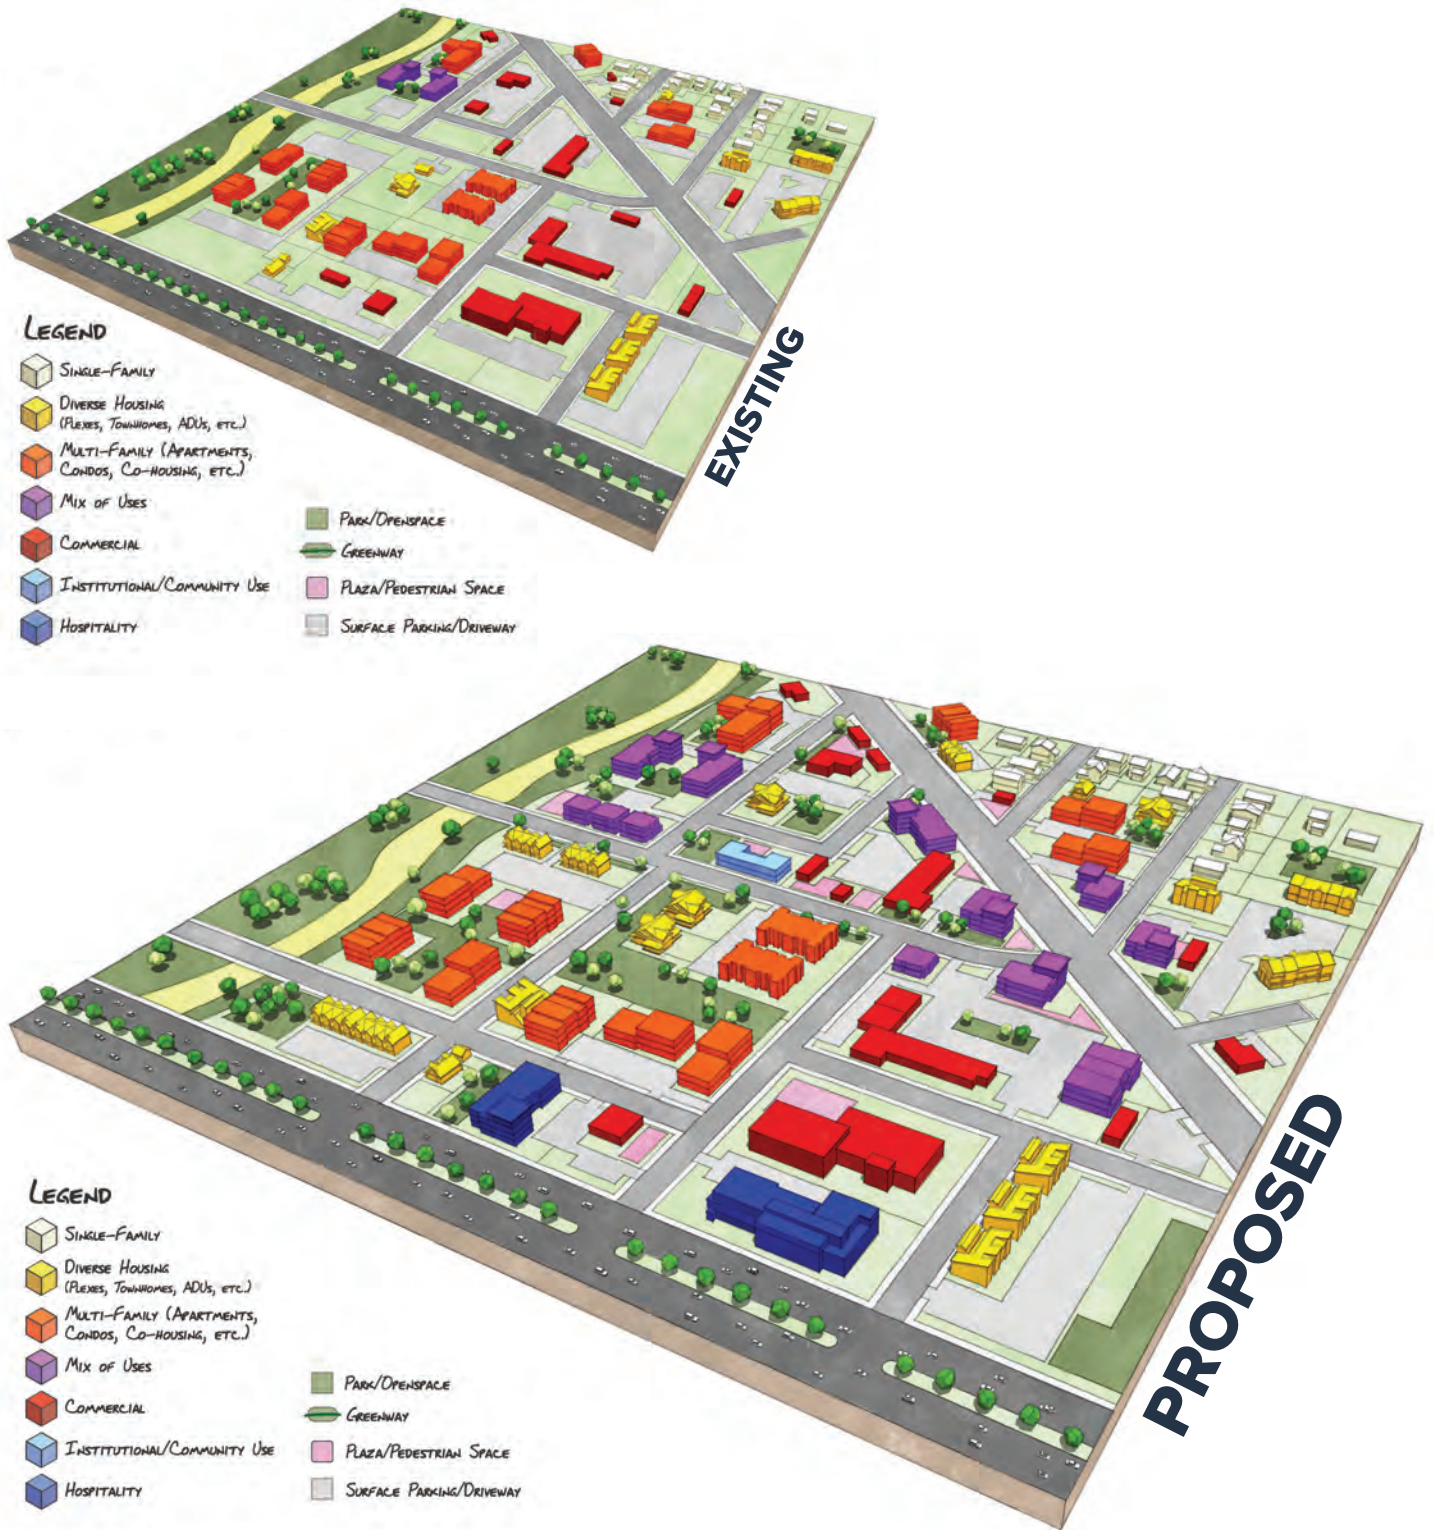 LEGEND
SINGLE-FAMILY
DIVERSE HOUSING
(PLEXES, TOWNHOMES, ADUs, ETC.)
MULTI-FAMILY (APARTMENTS,
CONDOS, CO-HOUSING, ETC.)
MIX OF USES
COMMERCIAL
INSTITUTIONAL/COMMUNITY USE
HOSPITALITY
PARK/OPENSPACE
GREENWAY
PLAZA/PEDESTRIAN SPACE
SURFACE PARKING/DRIVEWAY
EXISTING
LEGEND
SINGLE-FAMILY
DIVERSE HOUSING
(PLEXES, TOWNHOMES, ADUs, ETC.)
MULTI-FAMILY (APARTMENTS,
CONDOS, CO-HOUSING, ETC.)
MIX OF USES
COMMERCIAL
INSTITUTIONAL/COMMUNITY USE
HOSPITALITY
PARK/OPENSPACE
GREENWAY
PLAZA/PEDESTRIAN SPACE
SURFACE PARKING/DRIVEWAY
PROPOSED